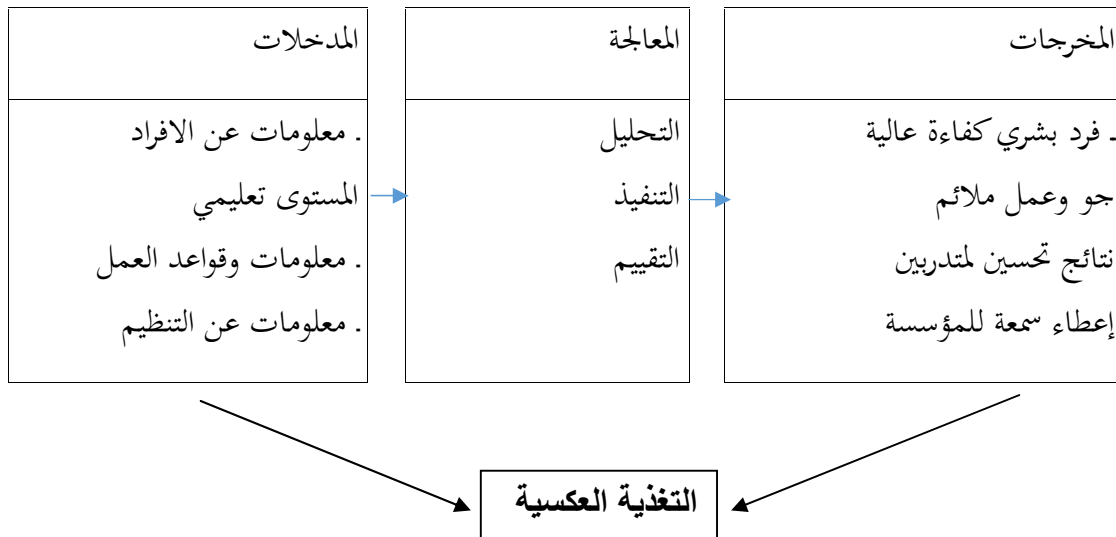 المدخلات
. معلومات عن الافراد
المستوى تعليمي
. معلومات وقواعد العمل
. معلومات عن التنظيم
المعالجة
التحليل
التنفيذ
التقييم
المخرجات
ـ فرد بشري كفاءة عالية
جو وعمل ملائم
نتائج تحسين لمتدربين
إعطاء سمعة للمؤسسة
التغذية العكسية